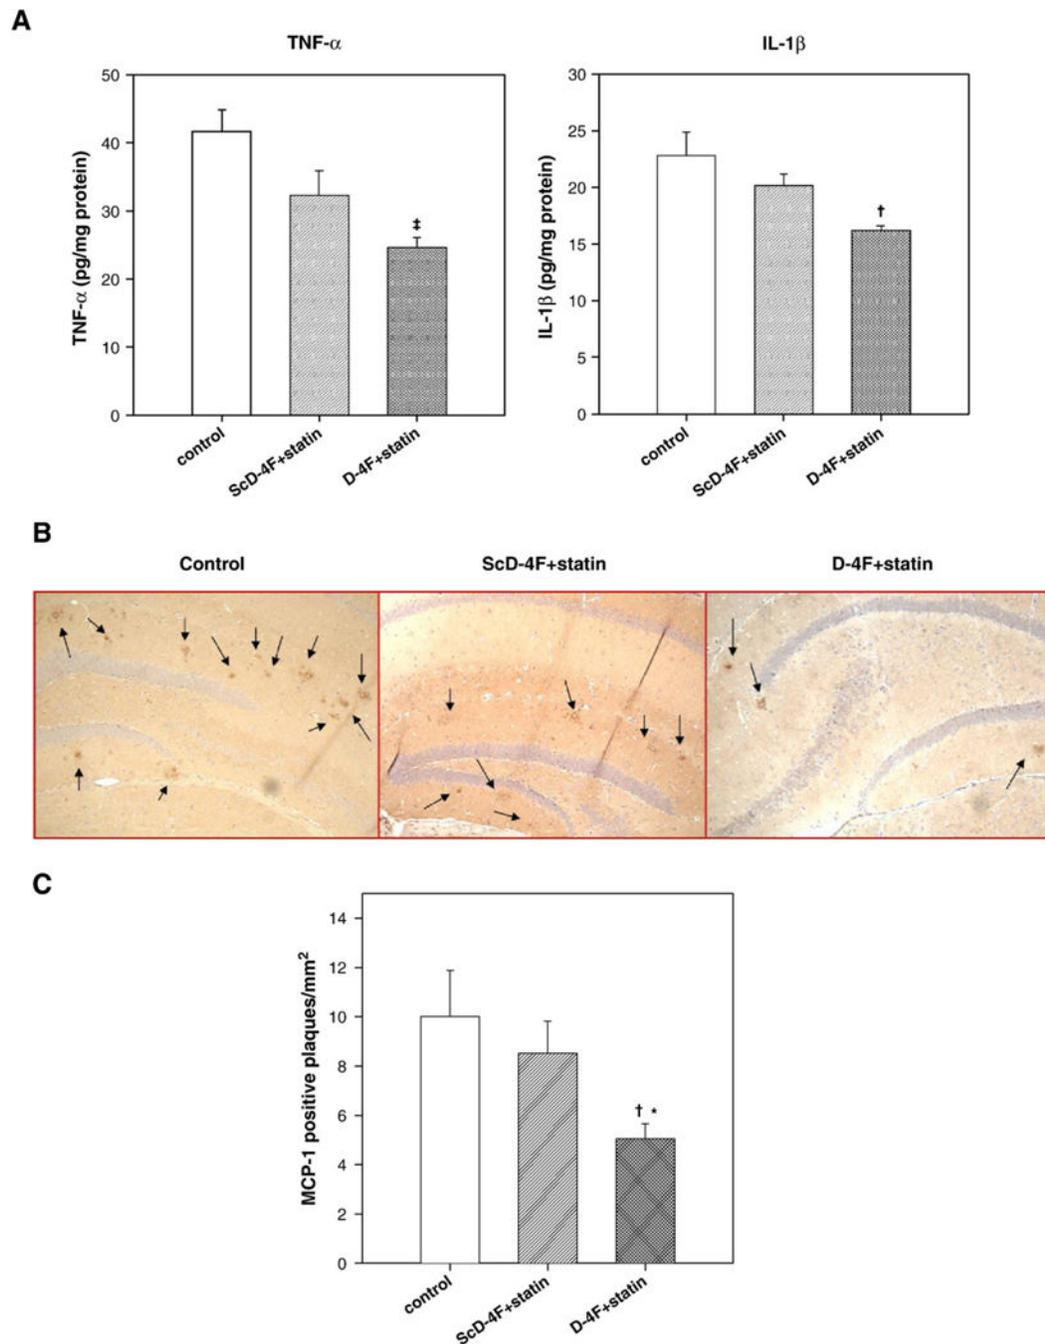 A
TNF-α
IL-1β
TNF-α (pg/mg protein)
50
40
30
20
10
0
‡
control
ScD-4F+statin
D-4F+statin
IL-1β (pg/mg protein)
30
25
20
15
10
5
0
†
control
ScD-4F+statin
D-4F+statin
B
Control
ScD-4F+statin
D-4F+statin
C
MCP-1 positive plaques/mm²
14
12
10
8
6
4
2
0
† *
control
ScD-4F+statin
D-4F+statin